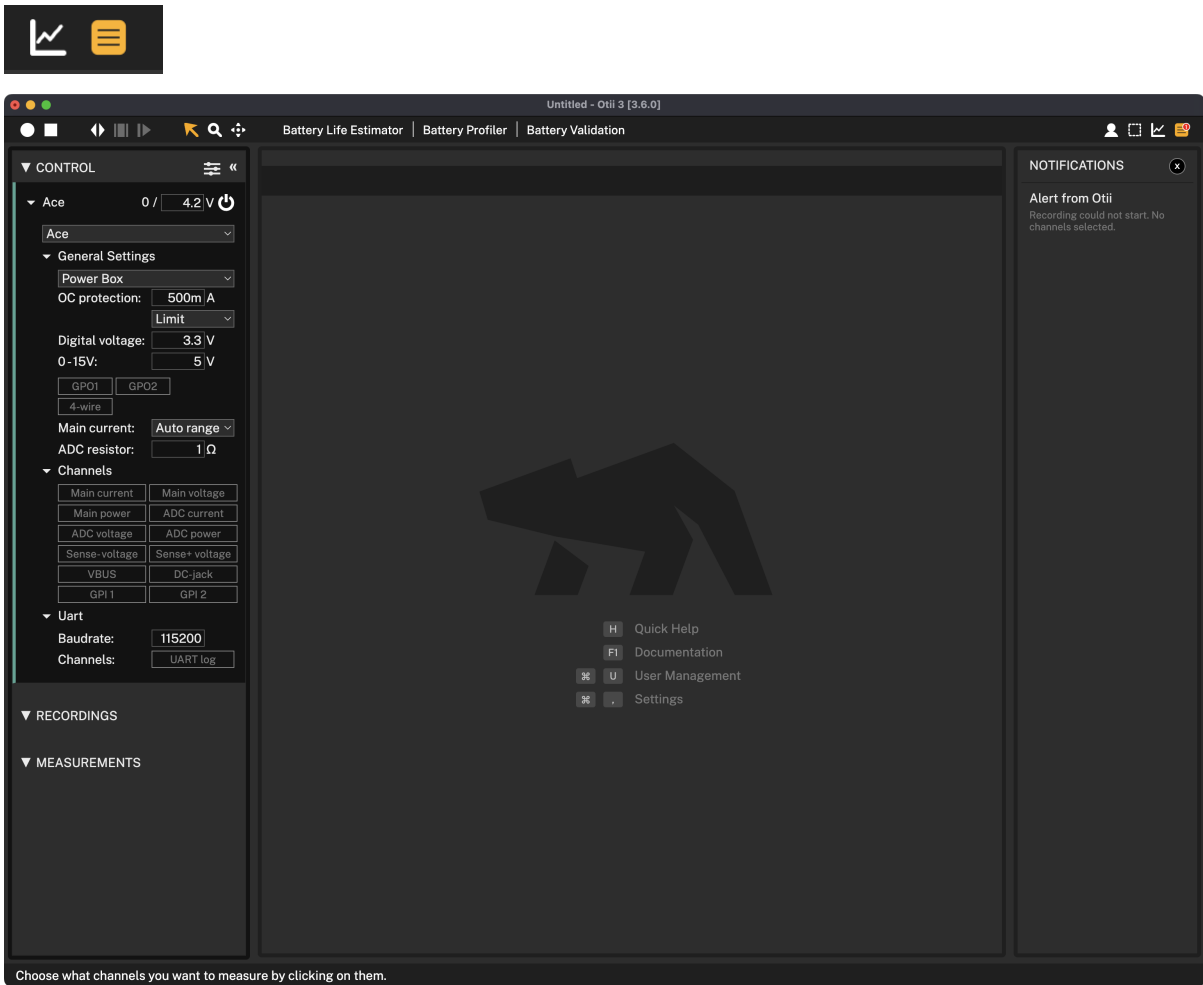 Untitled - Otii 3 [3.6.0]
Battery Life Estimator | Battery Profiler | Battery Validation
CONTROL
Ace 0 / 4.2 V
Ace
General Settings
Power Box
OC protection: 500m A
Limit
Digital voltage: 3.3 V
0-15V: 5 V
GPO1 GPO2
4-wire
Main current: Auto range
ADC resistor: 1 Ω
Channels
Main current Main voltage
Main power ADC current
ADC voltage ADC power
Sense-voltage Sense+ voltage
VBUS DC-jack
GPI 1 GPI 2
Uart
Baudrate: 115200
Channels: UART log
RECORDINGS
MEASUREMENTS
H Quick Help
F1 Documentation
⌘ U User Management
⌘ . Settings
NOTIFICATIONS x
Alert from Otii
Recording could not start. No
channels selected.
Choose what channels you want to measure by clicking on them.